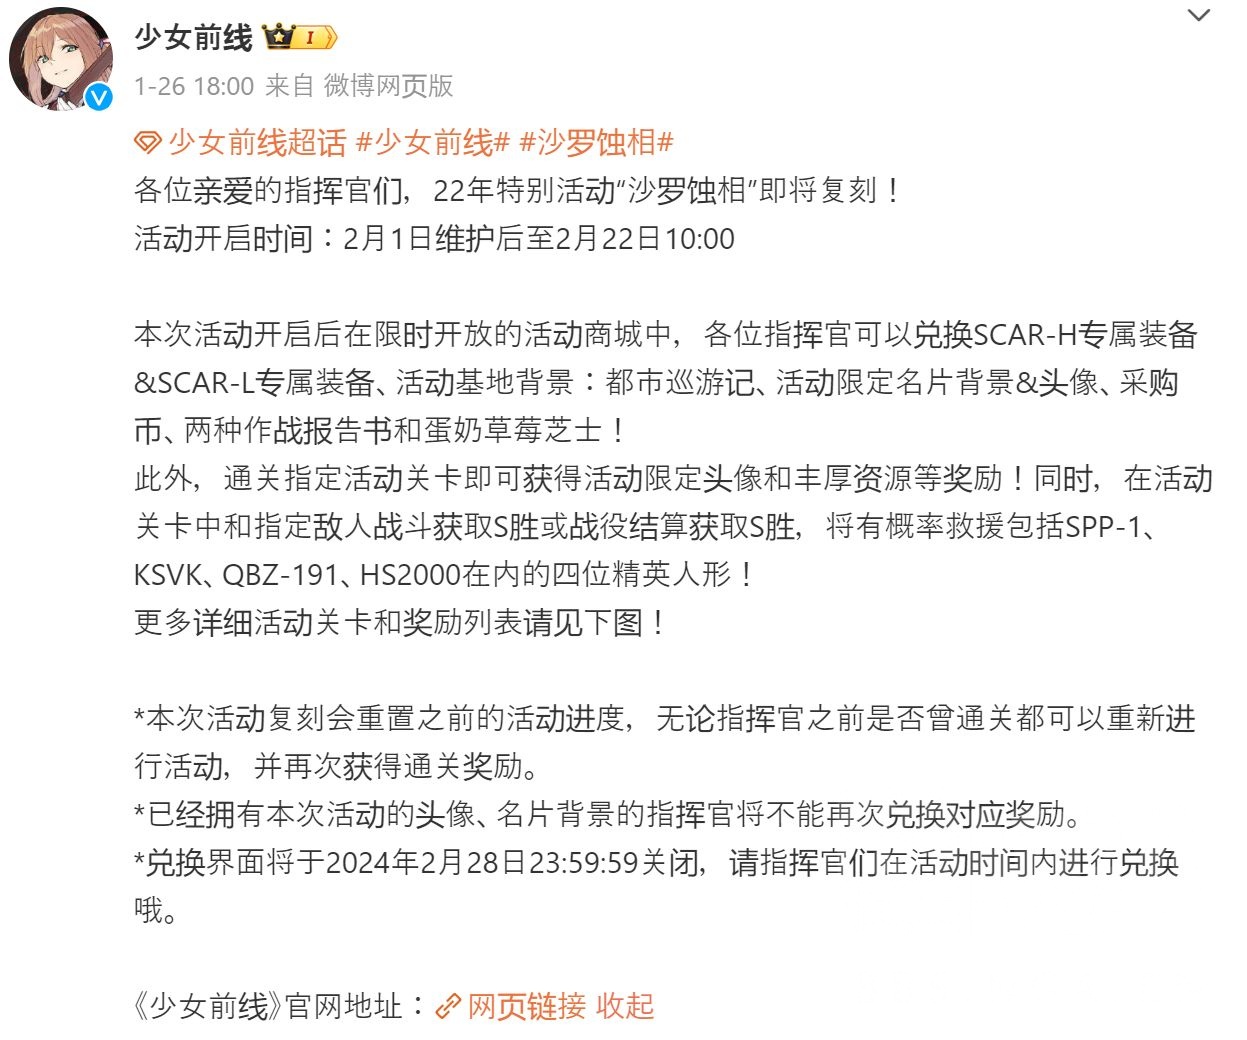 少女前线 I
1-26 18:00 来自 微博网页版
少女前线超话 #少女前线# #沙罗蚀相#
各位亲爱的指挥官们，22年特别活动“沙罗蚀相”即将复刻！
活动开启时间：2月1日维护后至2月22日10:00
本次活动开启后在限时开放的活动商城中，各位指挥官可以兑换SCAR-H专属装备
&SCAR-L专属装备、活动基地背景：都市巡游记、活动限定名片背景&头像、采购
币、两种作战报告书和蛋奶草莓芝士！
此外，通关指定活动关卡即可获得活动限定头像和丰厚资源等奖励！同时，在活动
关卡中和指定敌人战斗获取S胜或战役结算获取S胜，将有概率救援包括SPP-1、
KSVK、QBZ-191、HS2000在内的四位精英人形！
更多详细活动关卡和奖励列表请见下图！
*本次活动复刻会重置之前的活动进度，无论指挥官之前是否曾通关都可以重新进
行活动，并再次获得通关奖励。
*已经拥有本次活动的头像、名片背景的指挥官将不能再次兑换对应奖励。
*兑换界面将于2024年2月28日23:59:59关闭，请指挥官们在活动时间内进行兑换
哦。
《少女前线》官网地址：网页链接 收起